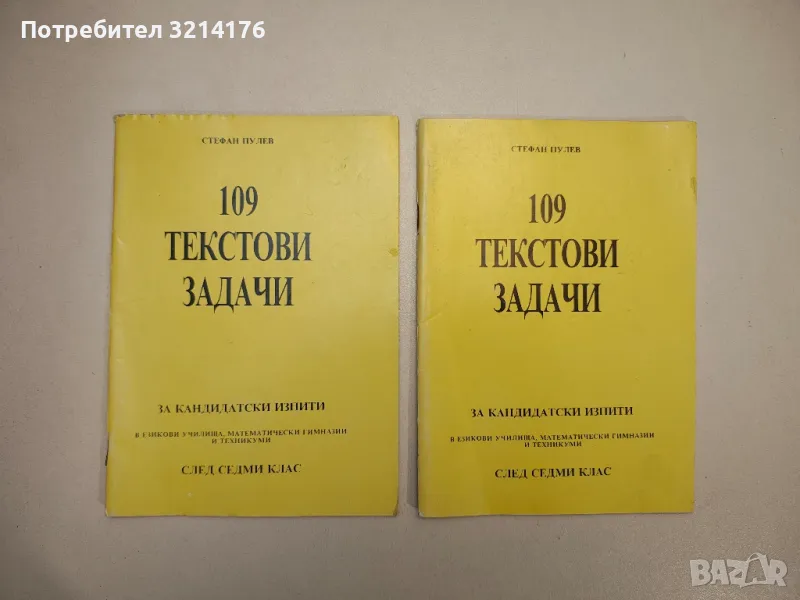 Потребител 3214176
СТЕФАН ПУЛЕВ
109
ТЕКСТОВИ
ЗАДАЧИ
ЗА КАНДИДАТСКИ ИЗПИТИ
В ЕЗИКОВИ УЧИЛИЩА, МАТЕМАТИЧЕСКИ ГИМНАЗИИ
И ТЕХНИКУМИ
СЛЕД СЕДМИ КЛАС
СТЕФАН ПУЛЕВ
109
ТЕКСТОВИ
ЗАДАЧИ
ЗА КАНДИДАТСКИ ИЗПИТИ
В ЕЗИКОВИ УЧИЛИЩА, МАТЕМАТИЧЕСКИ ГИМНАЗИИ
И ТЕХНИКУМИ
СЛЕД СЕДМИ КЛАС
BAZAR